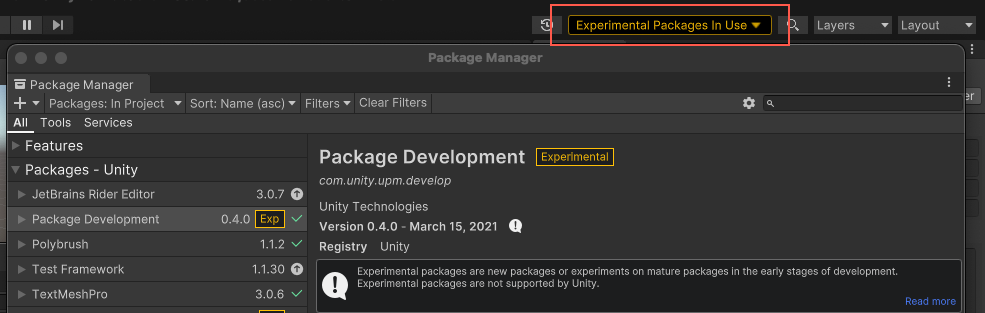 Experimental Packages In Use
Layers
Layout
Package Manager
Package Manager
Packages: In Project
Sort: Name (asc)
Filters
Clear Filters
All Tools Services
Features
Packages - Unity
JetBrains Rider Editor 3.0.7
Package Development 0.4.0 Exp
Polybrush 1.1.2
Test Framework 1.1.30
TextMeshPro 3.0.6
Package Development Experimental
com.unity.upm.develop
Unity Technologies
Version 0.4.0 - March 15, 2021
Registry Unity
Experimental packages are new packages or experiments on mature packages in the early stages of development.
Experimental packages are not supported by Unity.
Read more